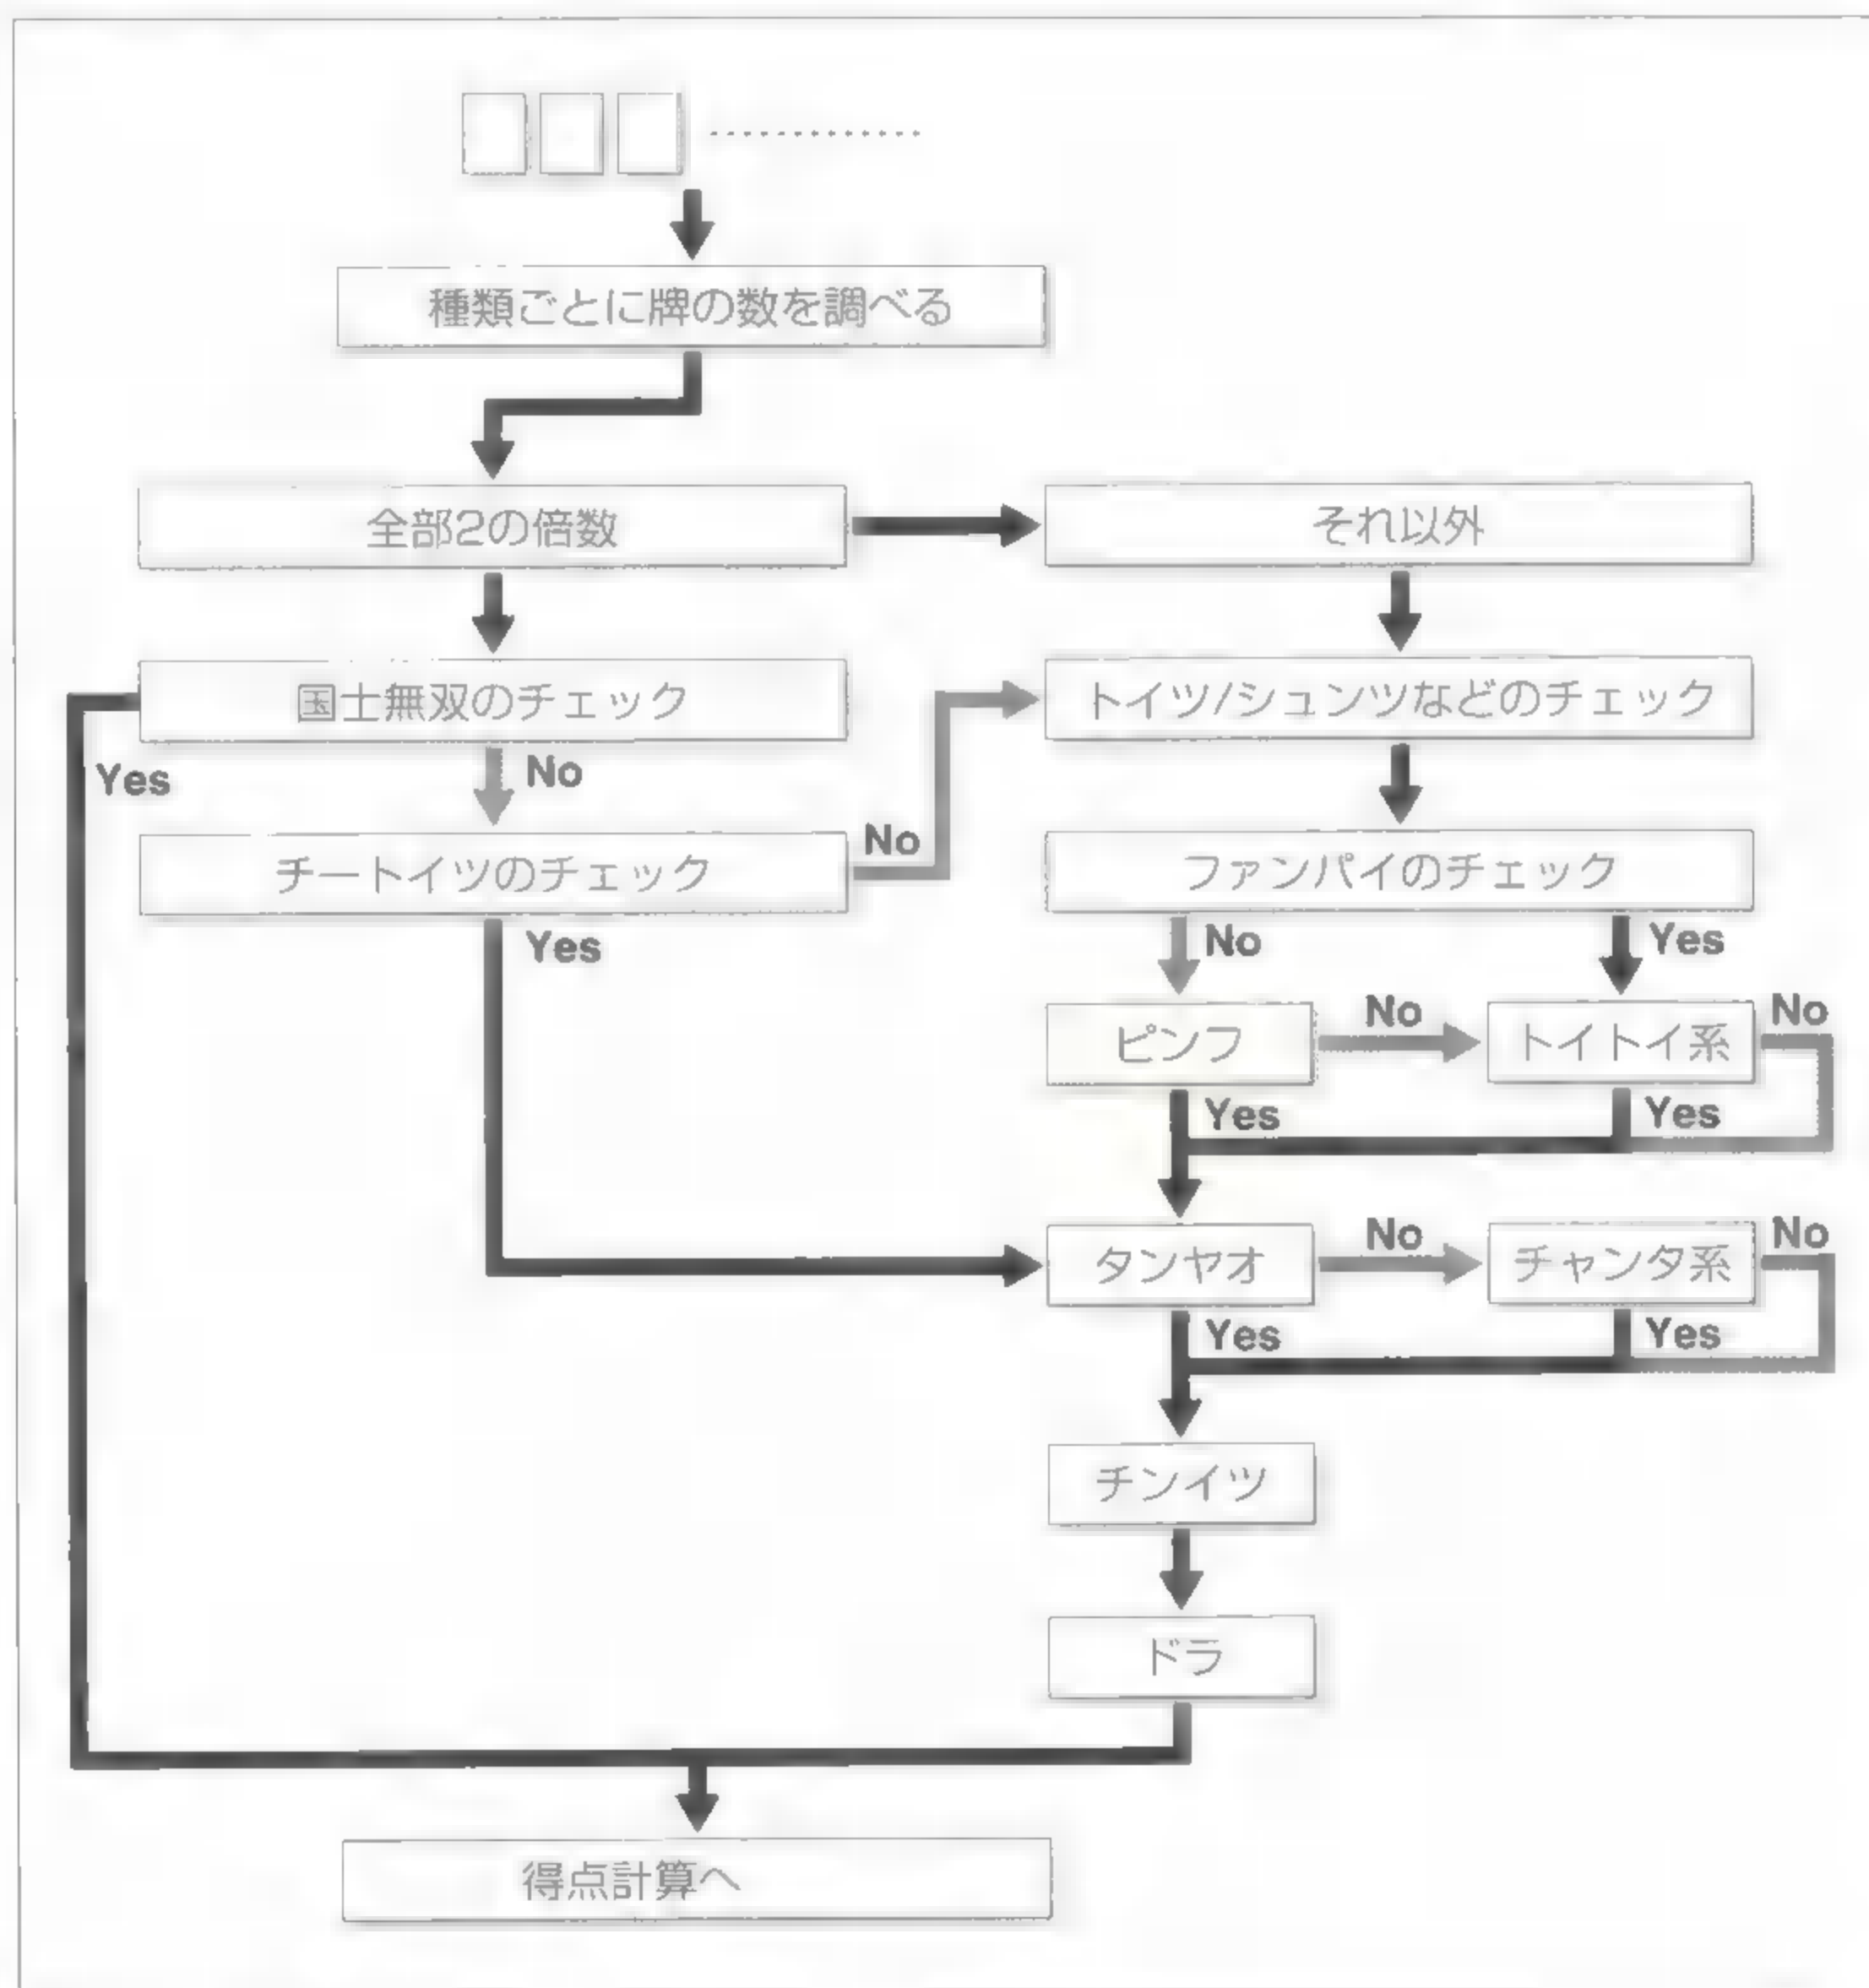 種類ごとに牌の数を調べる
全部2の倍数
それ以外
国士無双のチェック
トイツ/シュンツなどのチェック
Yes
No
チートイツのチェック
No
ファンパイのチェック
Yes
No
Yes
ピンフ
No
トイトイ系
No
Yes
Yes
タンヤオ
No
チャンタ系
No
Yes
Yes
チンイツ
ドラ
得点計算へ